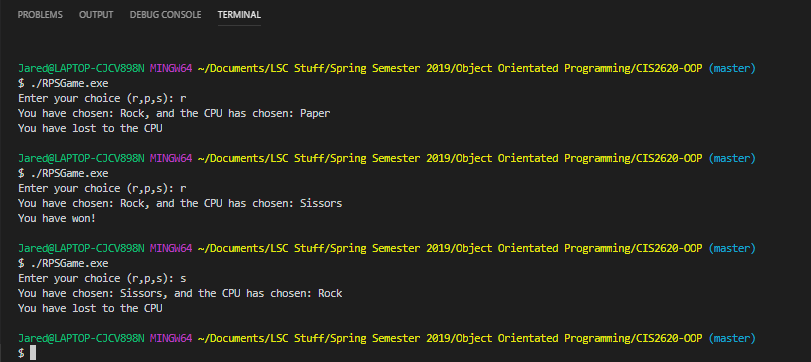 PROBLEMS OUTPUT DEBUG CONSOLE TERMINAL
Jared@LAPTOP-CJCV898N MINGW64 ~/Documents/LSC Stuff/Spring Semester 2019/Object Orientated Programming/CIS2620-OOP (master)
$ ./RPSGame.exe
Enter your choice (r,p,s): r
You have chosen: Rock, and the CPU has chosen: Paper
You have lost to the CPU
Jared@LAPTOP-CJCV898N MINGW64 ~/Documents/LSC Stuff/Spring Semester 2019/Object Orientated Programming/CIS2620-OOP (master)
$ ./RPSGame.exe
Enter your choice (r,p,s): r
You have chosen: Rock, and the CPU has chosen: Sissors
You have won!
Jared@LAPTOP-CJCV898N MINGW64 ~/Documents/LSC Stuff/Spring Semester 2019/Object Orientated Programming/CIS2620-OOP (master)
$ ./RPSGame.exe
Enter your choice (r,p,s): s
You have chosen: Sissors, and the CPU has chosen: Rock
You have lost to the CPU
Jared@LAPTOP-CJCV898N MINGW64 ~/Documents/LSC Stuff/Spring Semester 2019/Object Orientated Programming/CIS2620-OOP (master)
$